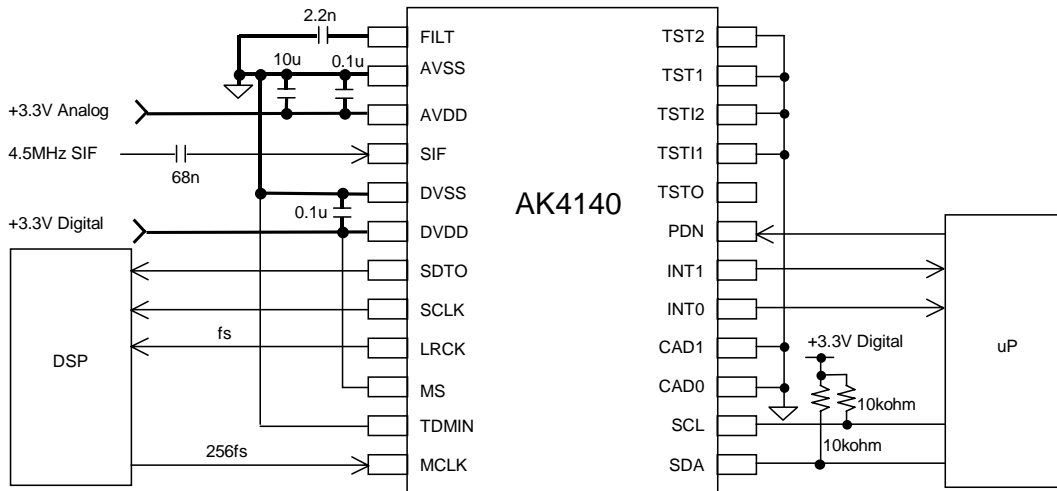 2.2n
FILT
TST2
10u
0.1u
AVSS
TST1
+3.3V Analog
AVDD
TSTI2
4.5MHz SIF
68n
SIF
TSTI1
DVSS
AK4140
TSTO
0.1u
+3.3V Digital
DVDD
PDN
SDTO
INT1
SCLK
INT0
fs
LRCK
CAD1
+3.3V Digital
DSP
uP
MS
CAD0
10kohm
TDMIN
SCL
10kohm
256fs
MCLK
SDA